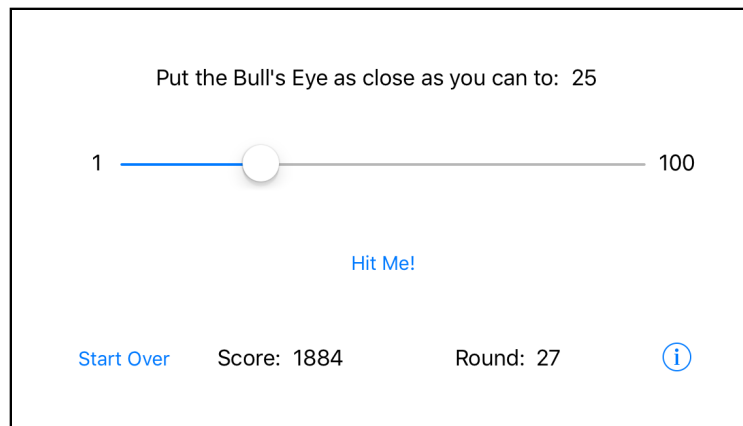 Put the Bull's Eye as close as you can to: 25
1 100
Hit Me!
Start Over Score: 1884 Round: 27 i